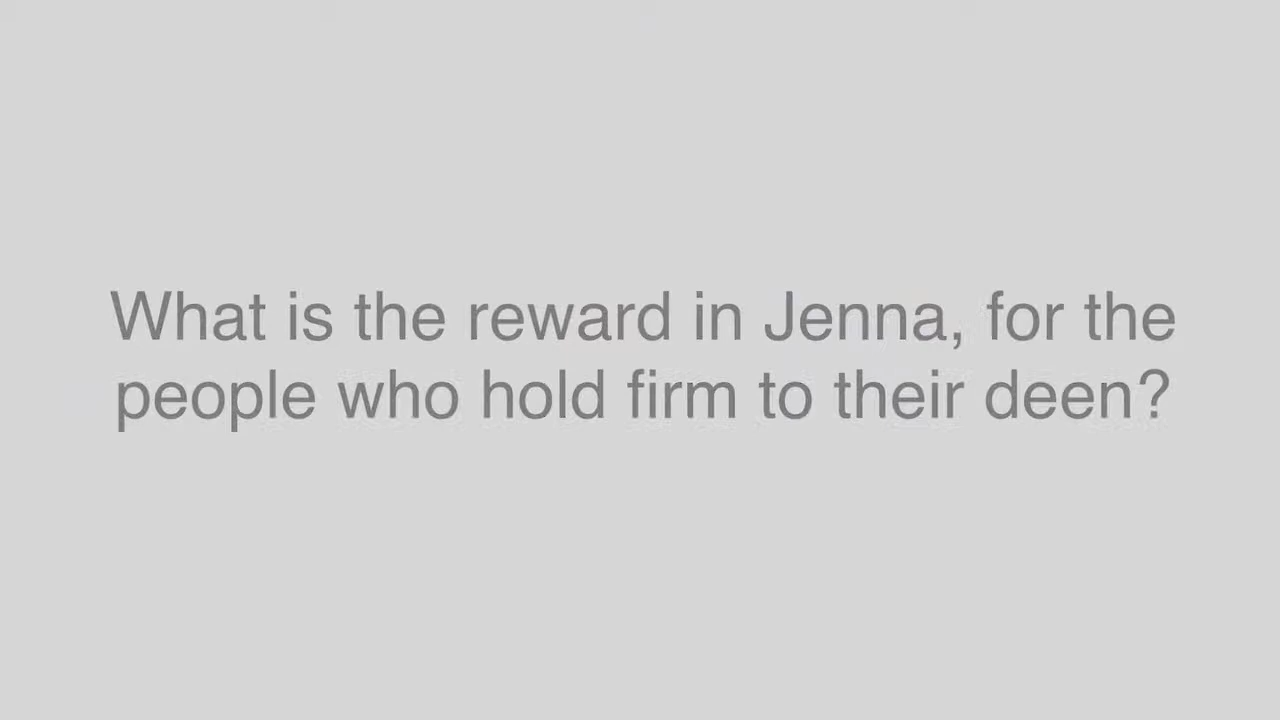 What is the reward in Jenna, for the
people who hold firm to their deen?